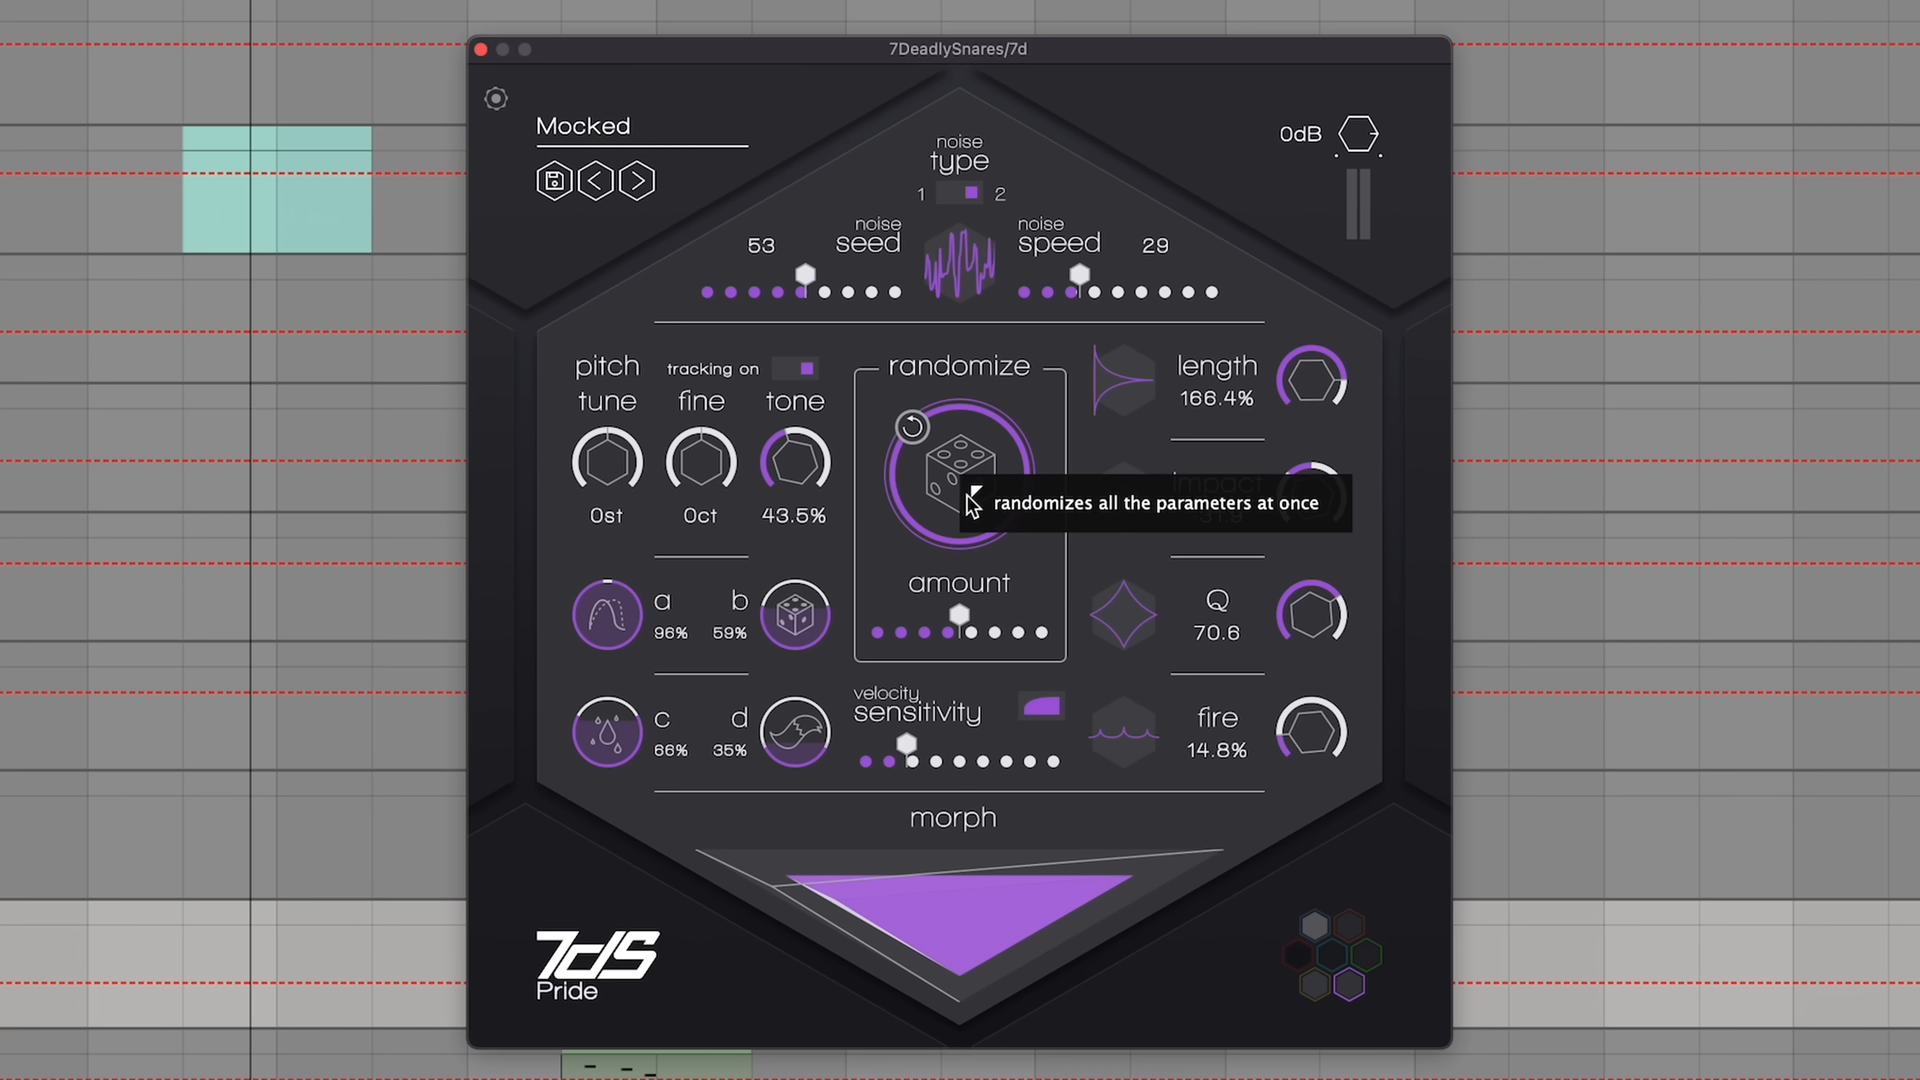 7DeadlySnares/7d
Mocked
0dB
noise
type
1 2
53
noise
seed
noise
speed
29
pitch
tracking on
tune
fine
tone
0st
0ct
43.5%
randomize
length
166.4%
impact
randomizes all the parameters at once
amount
a
96%
b
59%
Q
70.6
c
66%
d
35%
velocity
sensitivity
fire
14.8%
morph
7dS
Pride